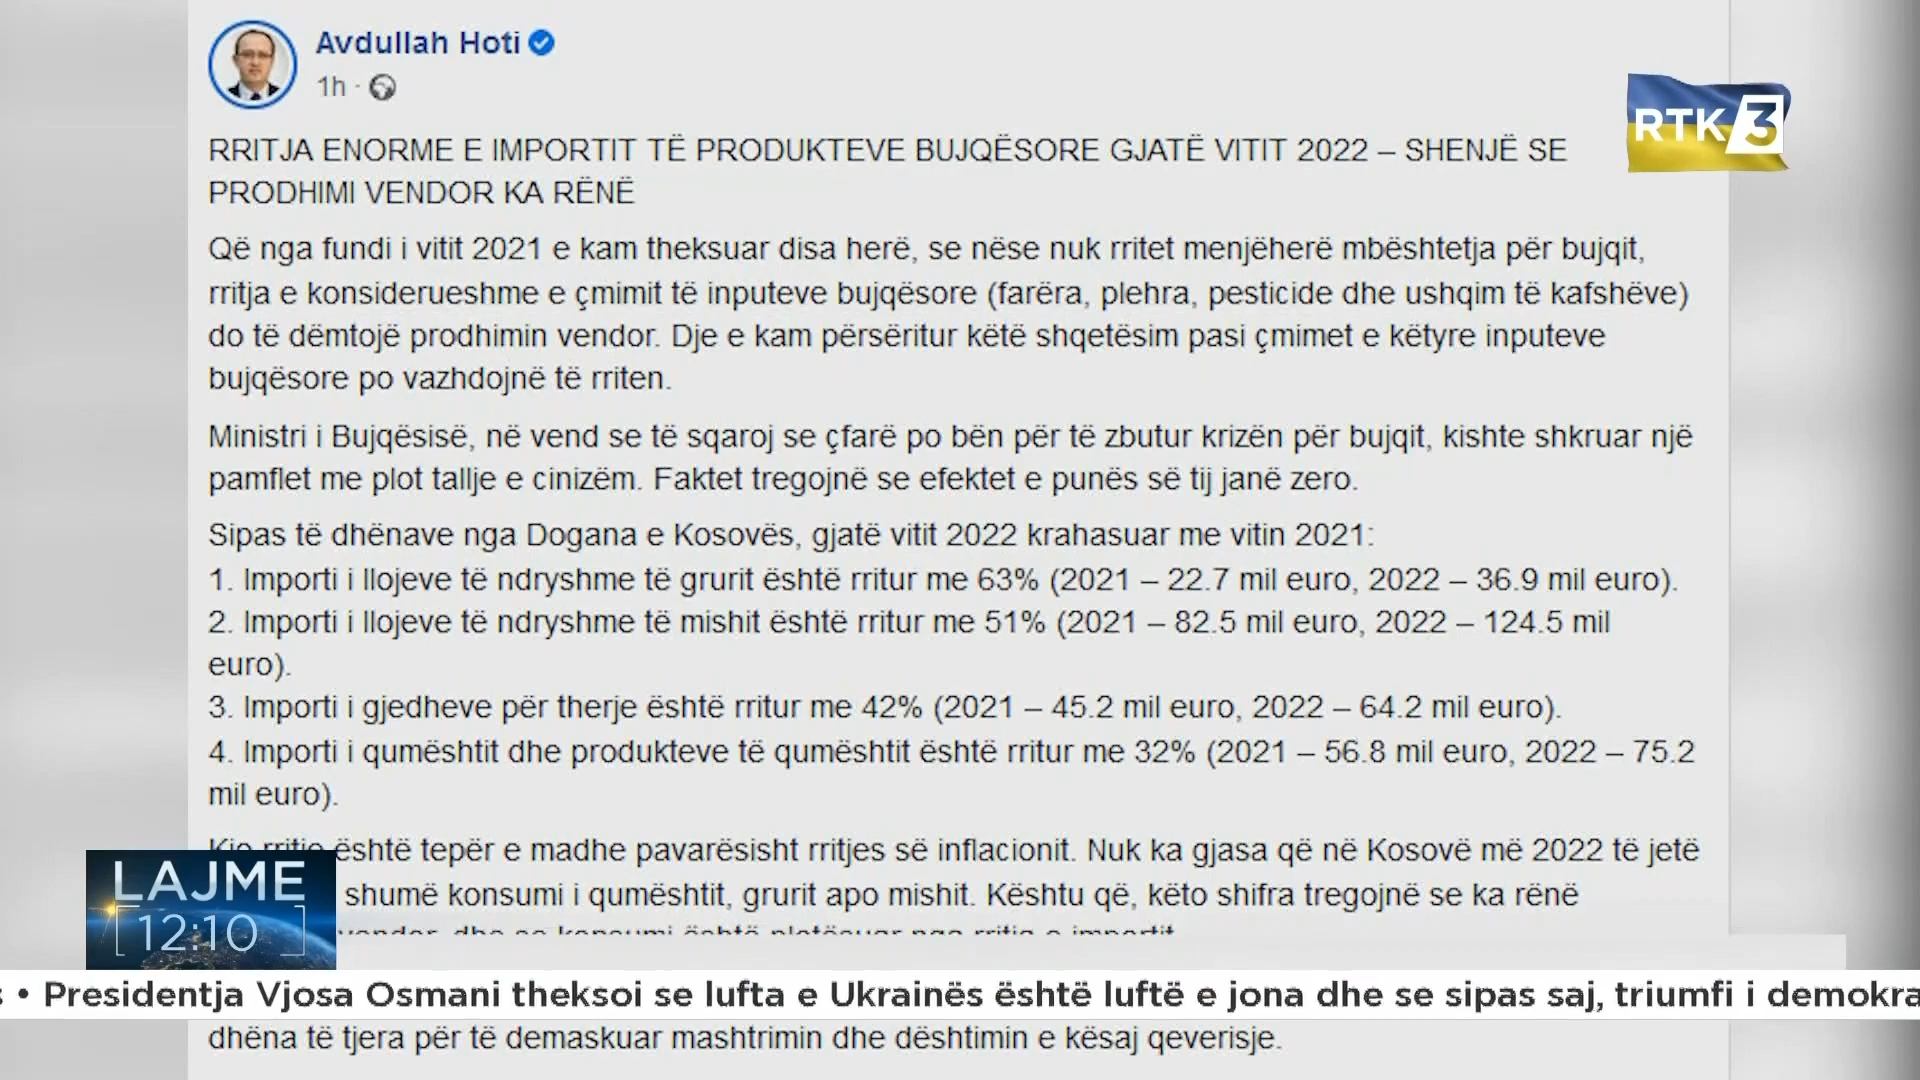 Avdullah Hoti
1h ·
RTK 3
RRITJA ENORME E IMPORTIT TË PRODUKTEVE BUJQËSORE GJATË VITIT 2022 – SHENJË SE
PRODHIMI VENDOR KA RËNË
Që nga fundi i vitit 2021 e kam theksuar disa herë, se nëse nuk rritet menjëherë mbështetja për bujqit,
rritja e konsiderueshme e çmimit të inputeve bujqësore (farëra, plehra, pesticide dhe ushqim të kafshëve)
do të dëmtojë prodhimin vendor. Dje e kam përsëritur këtë shqetësim pasi çmimet e këtyre inputeve
bujqësore po vazhdojnë të rriten.
Ministri i Bujqësisë, në vend se të sqaroj se çfarë po bën për të zbutur krizën për bujqit, kishte shkruar një
pamflet me plot tallje e cinizëm. Faktet tregojnë se efektet e punës së tij janë zero.
Sipas të dhënave nga Dogana e Kosovës, gjatë vitit 2022 krahasuar me vitin 2021:
1. Importi i llojeve të ndryshme të grurit është rritur me 63% (2021 – 22.7 mil euro, 2022 – 36.9 mil euro).
2. Importi i llojeve të ndryshme të mishit është rritur me 51% (2021 – 82.5 mil euro, 2022 – 124.5 mil
euro).
3. Importi i gjedheve për therje është rritur me 42% (2021 – 45.2 mil euro, 2022 – 64.2 mil euro).
4. Importi i qumështit dhe produkteve të qumështit është rritur me 32% (2021 – 56.8 mil euro, 2022 – 75.2
mil euro).
Kjo rritje është tepër e madhe pavarësisht rritjes së inflacionit. Nuk ka gjasa që në Kosovë më 2022 të jetë
shumë konsumi i qumështit, grurit apo mishit. Kështu që, këto shifra tregojnë se ka rënë
vendor, dhe se konsumi është plotësuar nga rritja e importit.
LAJME
12:10
• Presidentja Vjosa Osmani theksoi se lufta e Ukrainës është luftë e jona dhe se sipas saj, triumfi i demokra
dhëna të tjera për të demaskuar mashtrimin dhe dështimin e kësaj qeverisje.